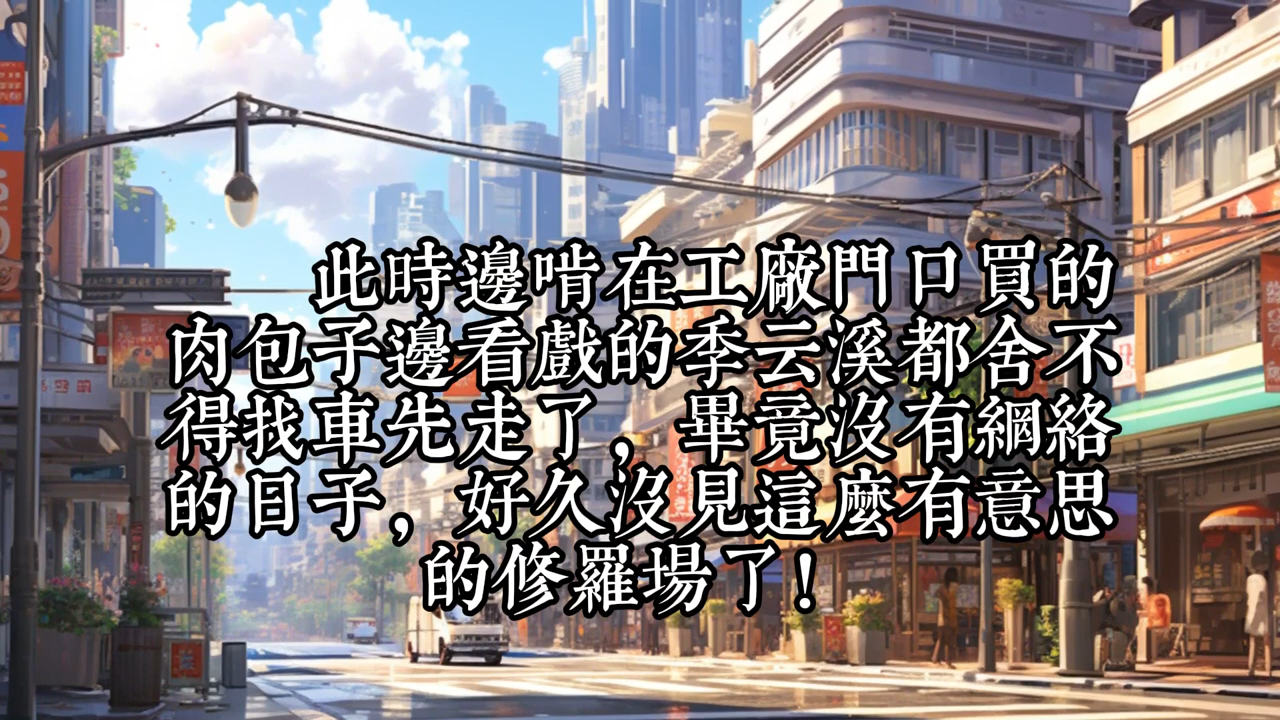 此時邊啃在工廠門口買的
肉包子邊看戲的季云溪都舍不
得找車先走了，畢竟沒有網絡
的日子，好久沒見這麼有意思
的修羅場了！